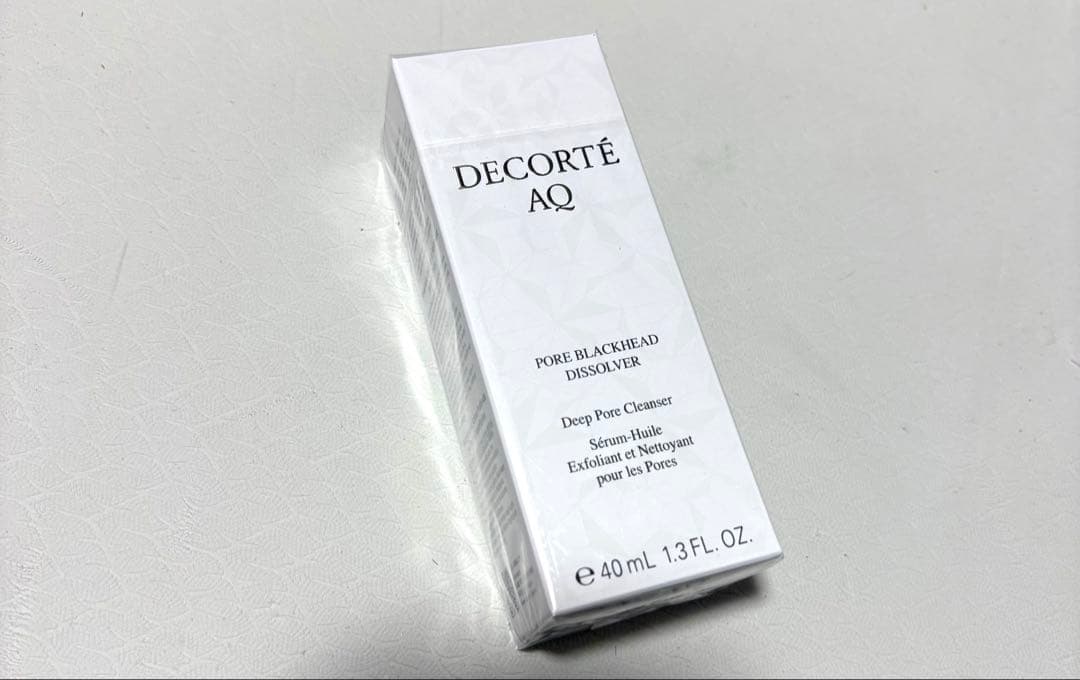 DECORTÉ
AQ
PORE BLACKHEAD
DISSOLVER
Deep Pore Cleanser
Sérum-Huile
Exfoliant et Nettoyant
pour les Pores
℮ 40 mL 1.3 FL. OZ.